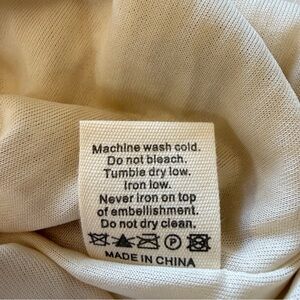 Machine wash cold.
Do not bleach.
Tumble dry low.
Iron low.
Never iron on top
of embellishment.
Do not dry clean.
P
MADE IN CHINA